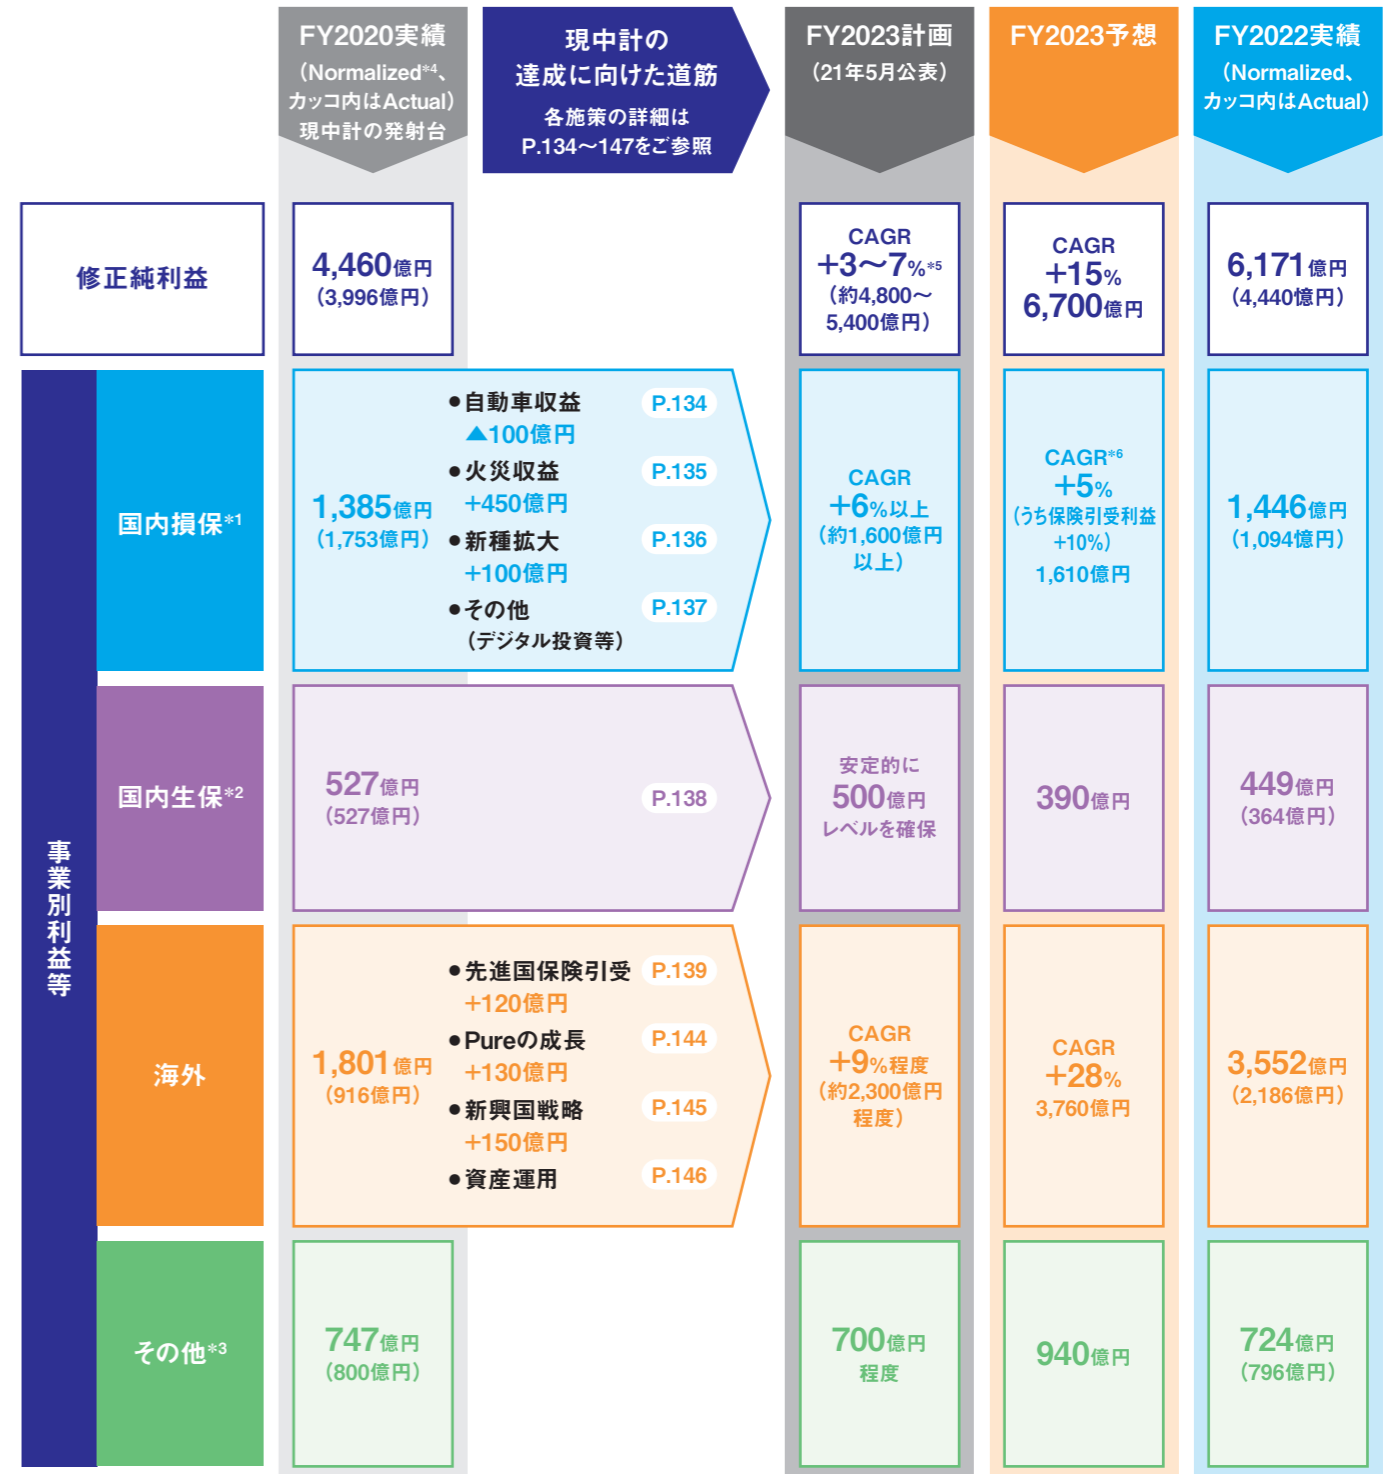 FY2020実績
(Normalized*4、
カッコ内はActual)
現中計の発射台
現中計の
達成に向けた道筋
各施策の詳細は
P.134〜147をご参照
FY2023計画
(21年5月公表)
FY2023予想
FY2022実績
(Normalized、
カッコ内はActual)
修正純利益
4,460億円
(3,996億円)
CAGR
+3〜7%*5
(約4,800〜
5,400億円)
CAGR
+15%
6,700億円
6,171億円
(4,440億円)
事業別利益等
国内損保*1
1,385億円
(1,753億円)
●自動車収益 P.134
▲100億円
●火災収益 P.135
+450億円
●新種拡大 P.136
+100億円
●その他 P.137
(デジタル投資等)
CAGR
+6%以上
(約1,600億円
以上)
CAGR*6
+5%
(うち保険引受利益
+10%)
1,610億円
1,446億円
(1,094億円)
国内生保*2
527億円
(527億円)
P.138
安定的に
500億円
レベルを確保
390億円
449億円
(364億円)
海外
1,801億円
(916億円)
●先進国保険引受 P.139
+120億円
●Pureの成長 P.144
+130億円
●新興国戦略 P.145
+150億円
●資産運用 P.146
CAGR
+9%程度
(約2,300億円
程度)
CAGR
+28%
3,760億円
3,552億円
(2,186億円)
その他*3
747億円
(800億円)
700億円
程度
940億円
724億円
(796億円)